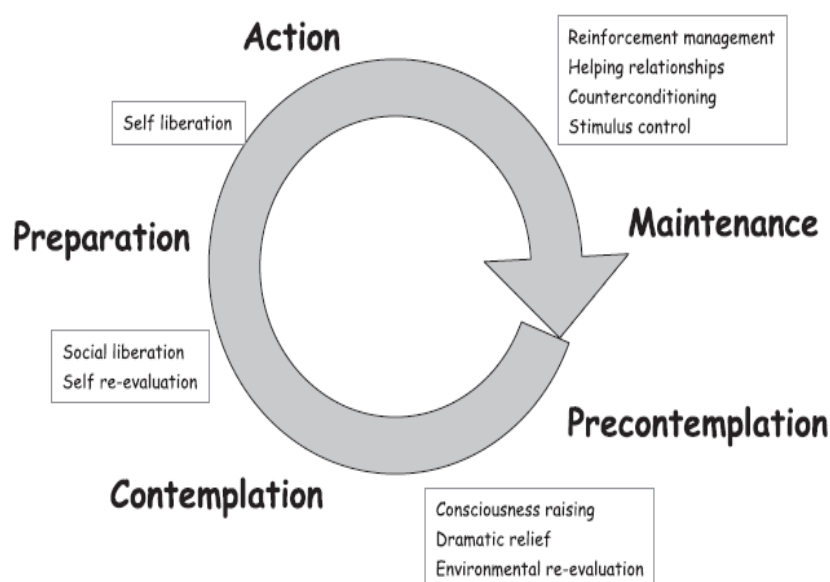 Action
Reinforcement management
Helping relationships
Counterconditioning
Stimulus control
Self liberation
Maintenance
Preparation
Social liberation
Self re-evaluation
Precontemplation
Contemplation
Consciousness raising
Dramatic relief
Environmental re-evaluation